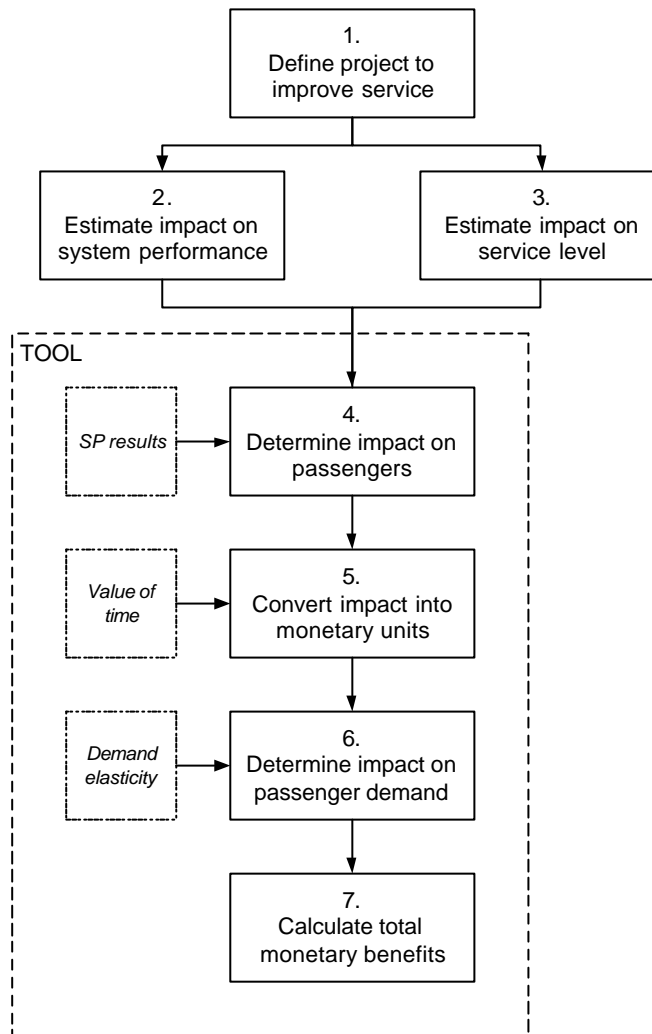 1.
Define project to
improve service
2.
Estimate impact on
system performance
3.
Estimate impact on
service level
TOOL
SP results
4.
Determine impact on
passengers
Value of
time
5.
Convert impact into
monetary units
Demand
elasticity
6.
Determine impact on
passenger demand
7.
Calculate total
monetary benefits